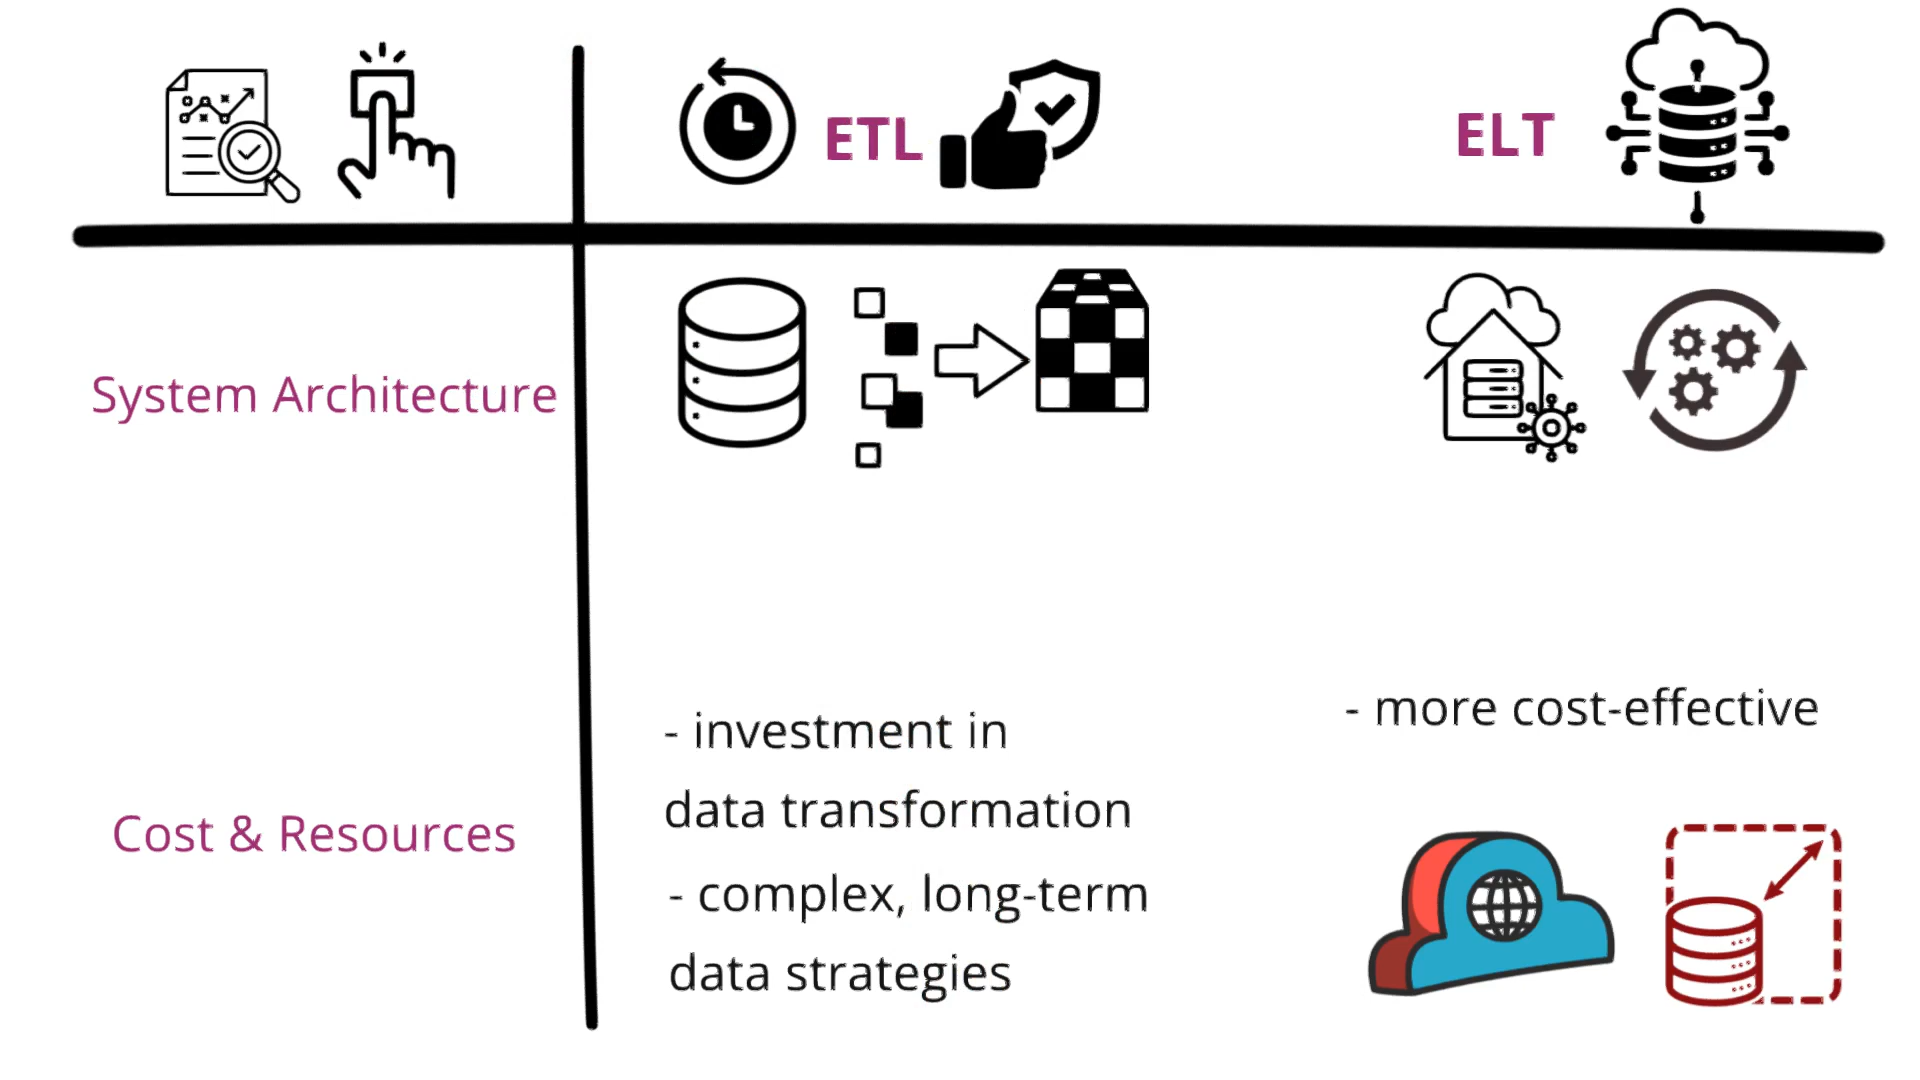 ETL
ELT
System Architecture
Cost & Resources
- investment in
data transformation
- complex, long-term
data strategies
- more cost-effective